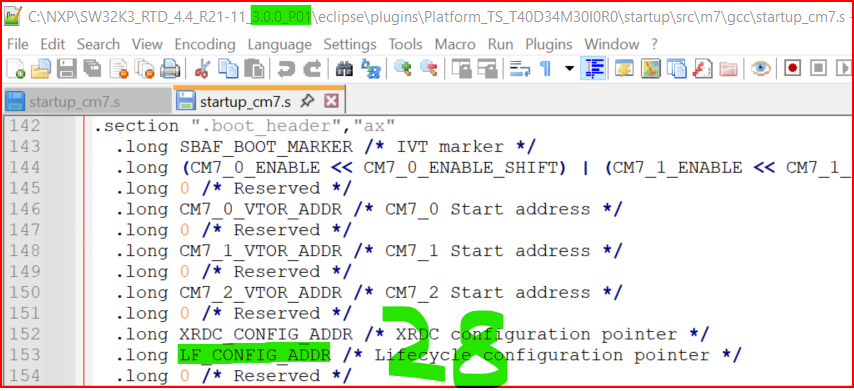 C:\NXP\SW32K3_RTD_4.4_R21-11_3.0.0_P01\eclipse\plugins\Platform_TS_T40D34M30I0R0\startup\src\m7\gcc\startup_cm7.s -
File Edit Search View Encoding Language Settings Tools Macro Run Plugins Window ?
startup_cm7.s startup_cm7.s
142 .section ".boot_header","ax"
143 .long SBAF_BOOT_MARKER /* IVT marker */
144 .long (CM7_0_ENABLE << CM7_0_ENABLE_SHIFT) | (CM7_1_ENABLE << CM7_1_
145 .long 0 /* Reserved */
146 .long CM7_0_VTOR_ADDR /* CM7_0 Start address */
147 .long 0 /* Reserved */
148 .long CM7_1_VTOR_ADDR /* CM7_1 Start address */
149 .long 0 /* Reserved */
150 .long CM7_2_VTOR_ADDR /* CM7_2 Start address */
151 .long 0 /* Reserved */
152 .long XRDC_CONFIG_ADDR /* XRDC configuration pointer */
153 .long LF_CONFIG_ADDR /* Lifecycle configuration pointer */
154 .long 0 /* Reserved */
28